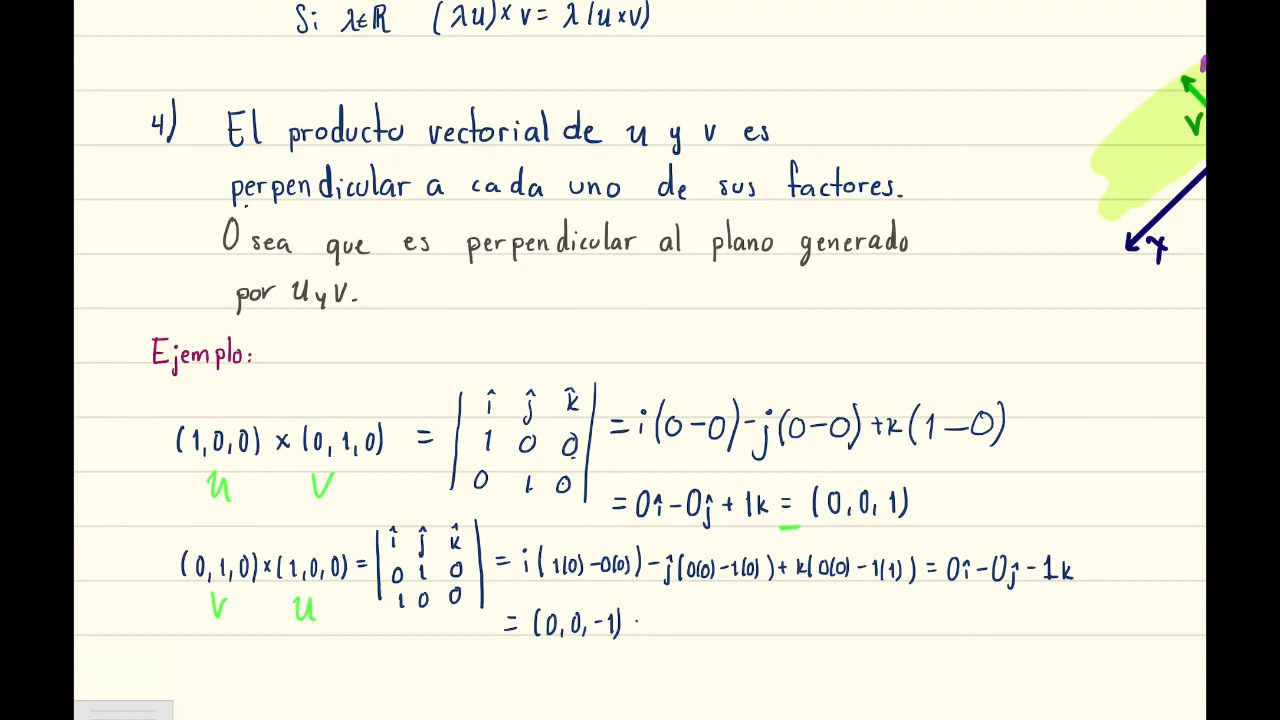 Si λ∈ℝ (λu)×v = λ(u×v)
4) El producto vectorial de u y v es
perpendicular a cada uno de sus factores.
O sea que es perpendicular al plano generado
por u y v.
v
x
Ejemplo:
(1,0,0) × (0,1,0) = | î ĵ k̂ | = i(0-0) - j(0-0) + k(1-0)
1 0 0
0 1 0
u v
= 0î - 0ĵ + 1k = (0,0,1)
(0,1,0)×(1,0,0) = | î ĵ k̂ | = i(1(0)-0(0)) - ĵ(0(0)-1(0)) + k(0(0)-1(1)) = 0î - 0ĵ - 1k
0 1 0
1 0 0
v u
= (0,0,-1)